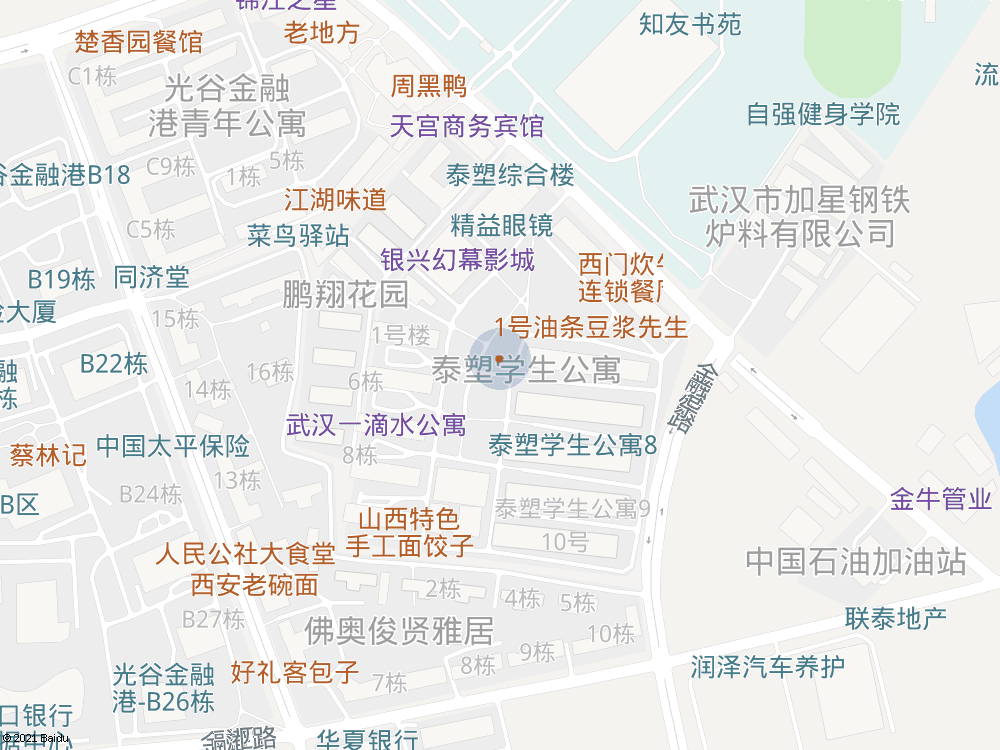 锦江之星
楚香园餐馆
老地方
知友书苑
C1栋
光谷金融
港青年公寓
周黑鸭
流
天宫商务宾馆
自强健身学院
C9栋
5栋
谷金融港B18
1栋
泰塑综合楼
江湖味道
武汉市加星钢铁
炉料有限公司
C5栋
菜鸟驿站
精益眼镜
银兴幻幕影城
西门炊牛
连锁餐厅
B19栋
同济堂
鹏翔花园
险大厦
15栋
1号楼
1号油条豆浆先生
B22栋
融
栋
16栋
14栋
6栋
泰塑学生公寓
金融港路
武汉一滴水公寓
蔡林记
中国太平保险
8栋
泰塑学生公寓8
13栋
B24栋
B区
泰塑学生公寓9
金牛管业
山西特色
手工面饺子
10号
人民公社大食堂
西安老碗面
中国石油加油站
2栋
4栋
5栋
B27栋
佛奥俊贤雅居
10栋
联泰地产
光谷金融
港-B26栋
好礼客包子
7栋
8栋
9栋
润泽汽车养护
口银行
据中心
华夏银行
© 2021 Baidu